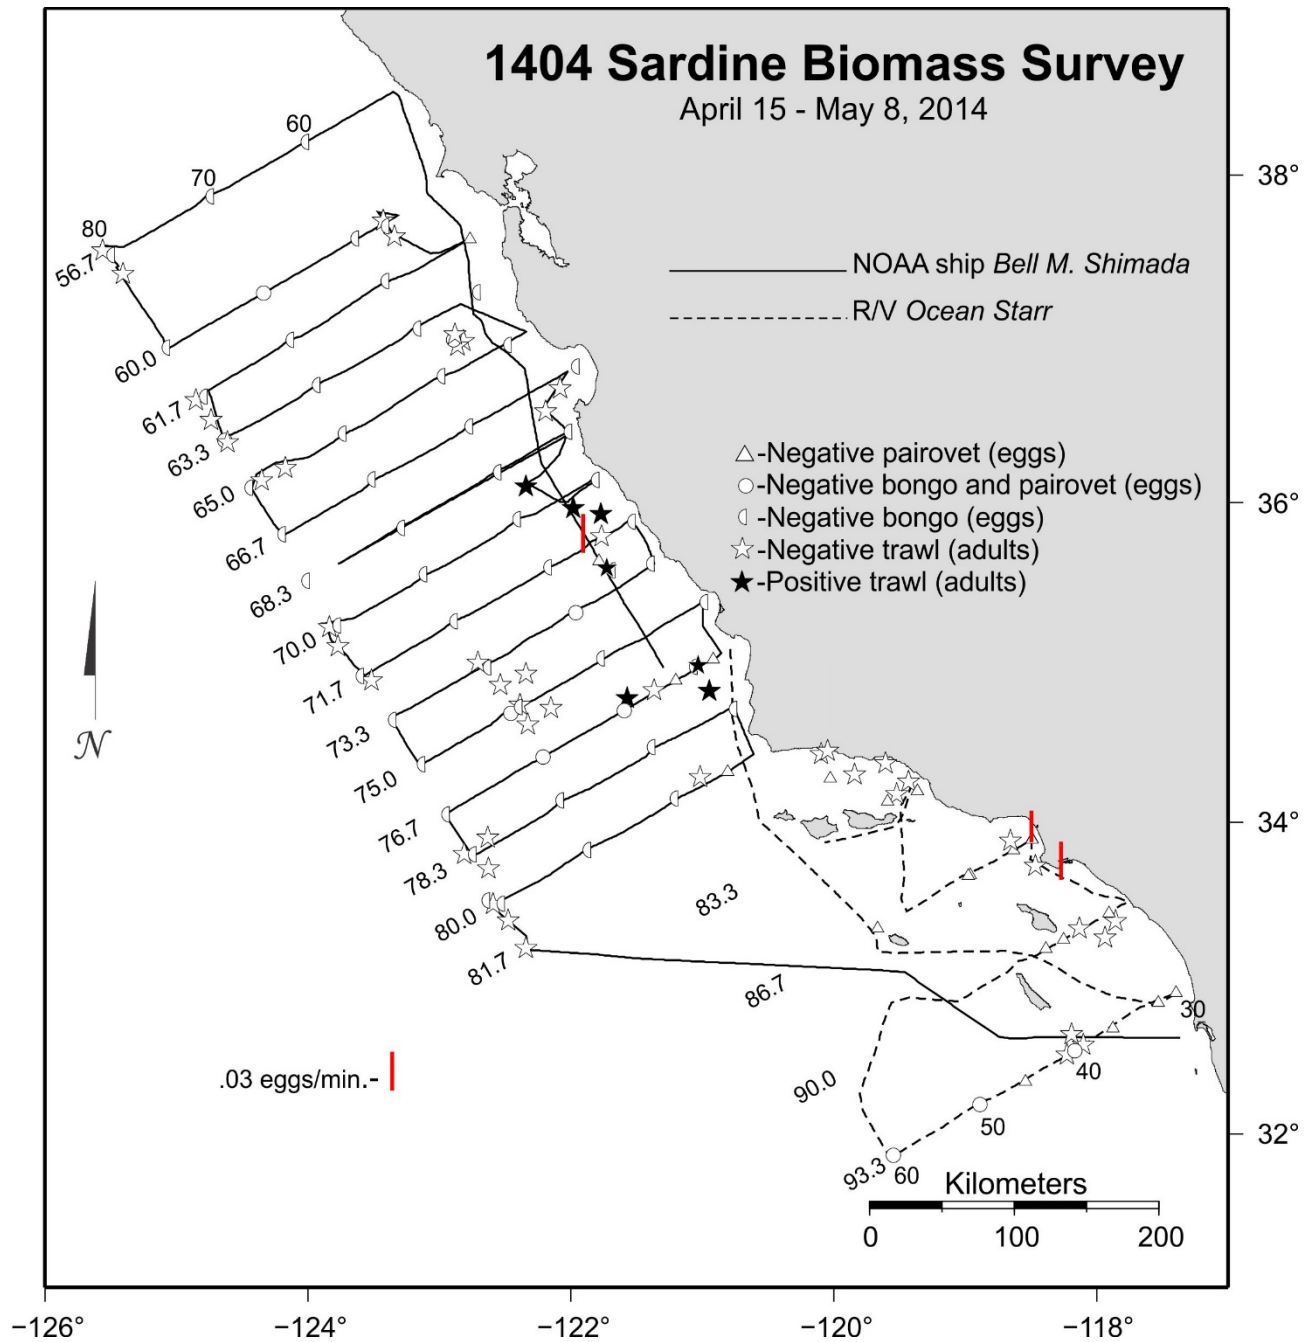 1404 Sardine Biomass Survey
April 15 - May 8, 2014
60
70
80
56.7
60.0
61.7
63.3
65.0
66.7
68.3
70.0
71.7
73.3
75.0
76.7
78.3
80.0
81.7
83.3
86.7
90.0
93.3
30
40
50
60
38°
36°
34°
32°
NOAA ship Bell M. Shimada
R/V Ocean Starr
-Negative pairovet (eggs)
-Negative bongo and pairovet (eggs)
-Negative bongo (eggs)
-Negative trawl (adults)
-Positive trawl (adults)
N
.03 eggs/min.-
Kilometers
0 100 200
−126° −124° −122° −120° −118°